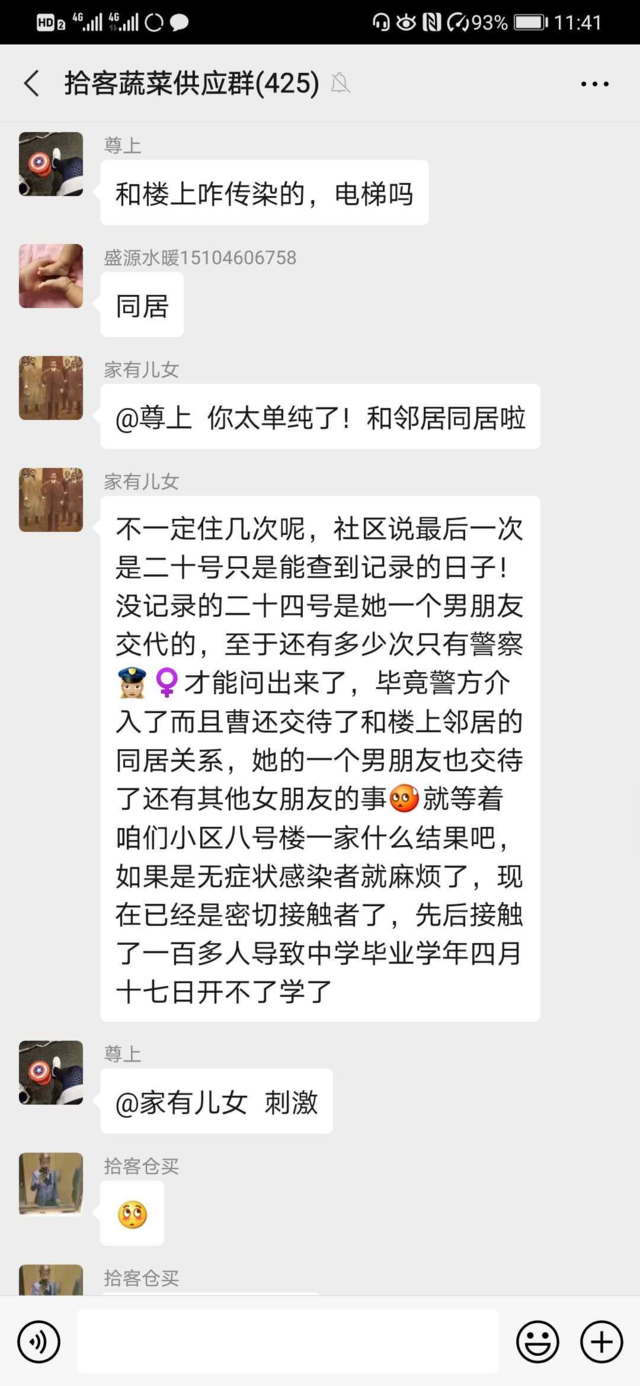 HD 2 4G 4G 93% 11:41
拾客蔬菜供应群(425)
尊上
和楼上咋传染的，电梯吗
盛源水暖15104606758
同居
家有儿女
@尊上 你太单纯了！和邻居同居啦
家有儿女
不一定住几次呢，社区说最后一次
是二十号只是能查到记录的日子！
没记录的二十四号是她一个男朋友
交代的，至于还有多少次只有警察
👮🏼♀才能问出来了，毕竟警方介
入了而且曹还交待了和楼上邻居的
同居关系，她的一个男朋友也交待
了还有其他女朋友的事🥵就等着
咱们小区八号楼一家什么结果吧，
如果是无症状感染者就麻烦了，现
在已经是密切接触者了，先后接触
了一百多人导致中学毕业学年四月
十七日开不了学了
尊上
@家有儿女 刺激
拾客仓买
拾客仓买